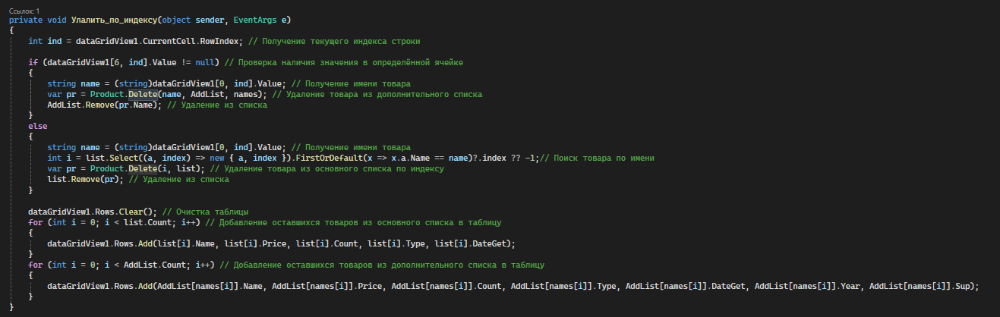 Ссылок: 1
private void Улалить_по_индексу(object sender, EventArgs e)
{
int ind = dataGridView1.CurrentCell.RowIndex; // Получение текущего индекса строки
if (dataGridView1[6, ind].Value != null) // Проверка наличия значения в определённой ячейке
{
string name = (string)dataGridView1[0, ind].Value; // Получение имени товара
var pr = Product.Delete(name, AddList, names); // Удаление товара из дополнительного списка
AddList.Remove(pr.Name); // Удаление из списка
}
else
{
string name = (string)dataGridView1[0, ind].Value; // Получение имени товара
int i = list.Select((a, index) => new { a, index }).FirstOrDefault(x => x.a.Name == name)?.index ?? -1;// Поиск товара по имени
var pr = Product.Delete(i, list); // Удаление товара из основного списка по индексу
list.Remove(pr); // Удаление из списка
}
dataGridView1.Rows.Clear(); // Очистка таблицы
for (int i = 0; i < list.Count; i++) // Добавление оставшихся товаров из основного списка в таблицу
{
dataGridView1.Rows.Add(list[i].Name, list[i].Price, list[i].Count, list[i].Type, list[i].DateGet);
}
for (int i = 0; i < AddList.Count; i++) // Добавление оставшихся товаров из дополнительного списка в таблицу
{
dataGridView1.Rows.Add(AddList[names[i]].Name, AddList[names[i]].Price, AddList[names[i]].Count, AddList[names[i]].Type, AddList[names[i]].DateGet, AddList[names[i]].Year, AddList[names[i]].Sup);
}
}